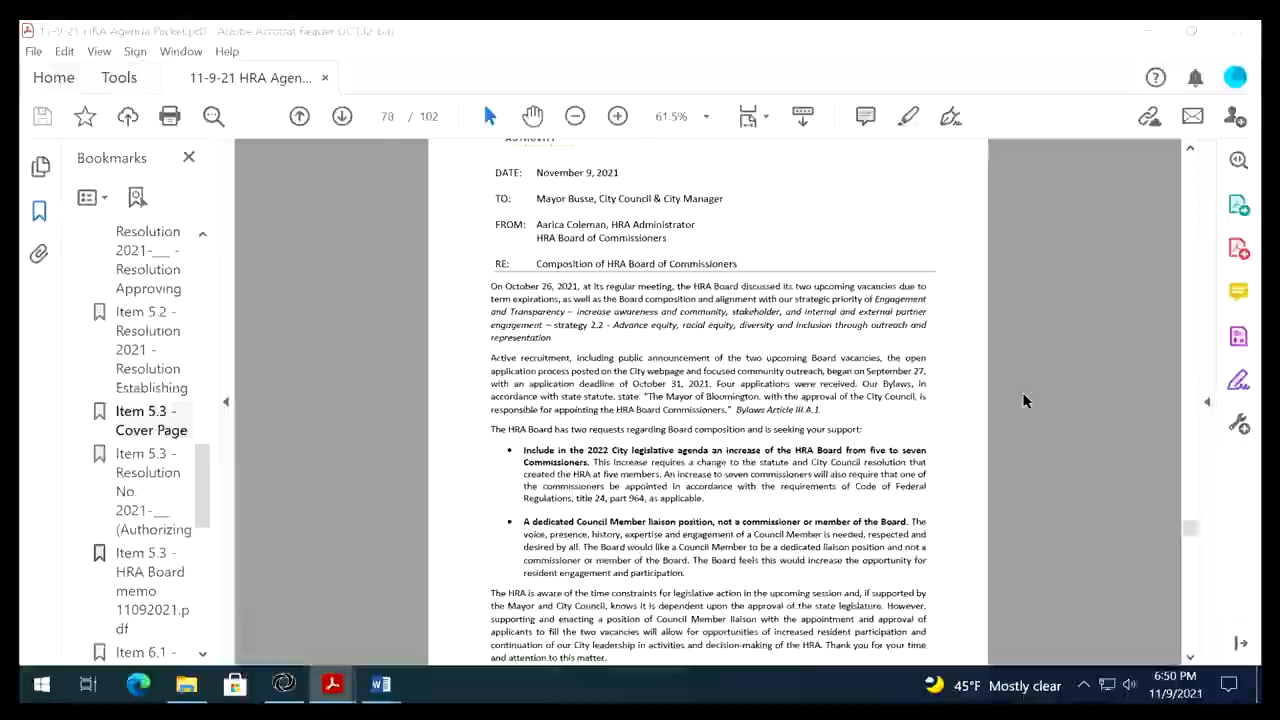 11-9-21 HRA Agenda Packet.pdf - Adobe Acrobat Reader DC (32-bit)
File Edit View Sign Window Help
Home Tools 11-9-21 HRA Agen... ×
78 / 102 61.5%
Bookmarks
Resolution
2021-__ -
Resolution
Approving
Item 5.2 -
Resolution
2021 -
Resolution
Establishing
Item 5.3 -
Cover Page
Item 5.3 -
Resolution
No.
2021-__
(Authorizing
Item 5.3 -
HRA Board
memo
11092021.p
df
Item 6.1 -
AUTHORITY
DATE: November 9, 2021
TO: Mayor Busse, City Council & City Manager
FROM: Aarica Coleman, HRA Administrator
HRA Board of Commissioners
RE: Composition of HRA Board of Commissioners
On October 26, 2021, at its regular meeting, the HRA Board discussed its two upcoming vacancies due to
term expirations, as well as the Board composition and alignment with our strategic priority of Engagement
and Transparency – increase awareness and community, stakeholder, and internal and external partner
engagement – strategy 2.2 - Advance equity, racial equity, diversity and inclusion through outreach and
representation
Active recruitment, including public announcement of the two upcoming Board vacancies, the open
application process posted on the City webpage and focused community outreach, began on September 27,
with an application deadline of October 31, 2021. Four applications were received. Our Bylaws, in
accordance with state statute, state: "The Mayor of Bloomington, with the approval of the City Council, is
responsible for appointing the HRA Board Commissioners." Bylaws Article III.A.1.
The HRA Board has two requests regarding Board composition and is seeking your support:
• Include in the 2022 City legislative agenda an increase of the HRA Board from five to seven
Commissioners. This increase requires a change to the statute and City Council resolution that
created the HRA at five members. An increase to seven commissioners will also require that one of
the commissioners be appointed in accordance with the requirements of Code of Federal
Regulations, title 24, part 964, as applicable.
• A dedicated Council Member liaison position, not a commissioner or member of the Board. The
voice, presence, history, expertise and engagement of a Council Member is needed, respected and
desired by all. The Board would like a Council Member to be a dedicated liaison position and not a
commissioner or member of the Board. The Board feels this would increase the opportunity for
resident engagement and participation.
The HRA is aware of the time constraints for legislative action in the upcoming session and, if supported by
the Mayor and City Council, knows it is dependent upon the approval of the state legislature. However,
supporting and enacting a position of Council Member liaison with the appointment and approval of
applicants to fill the two vacancies will allow for opportunities of increased resident participation and
continuation of our City leadership in activities and decision-making of the HRA. Thank you for your time
and attention to this matter.
45°F Mostly clear
6:50 PM
11/9/2021